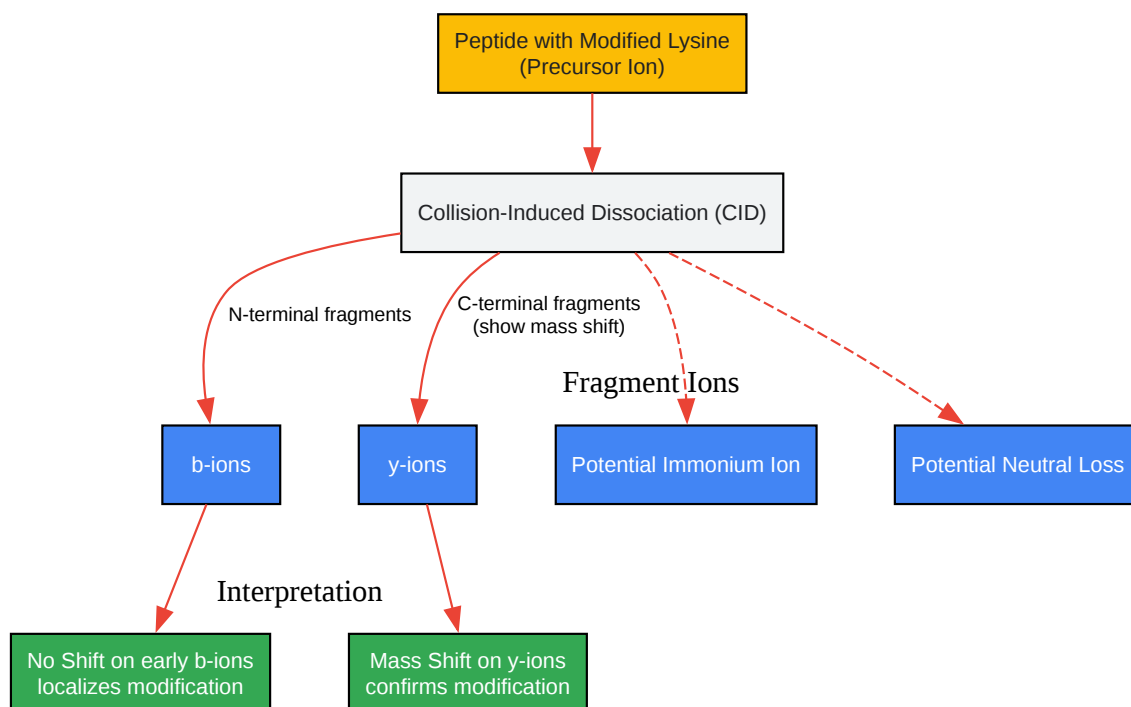 Peptide with Modified Lysine
(Precursor Ion)
Collision-Induced Dissociation (CID)
N-terminal fragments
C-terminal fragments
(show mass shift)
Fragment Ions
b-ions
y-ions
Potential Immonium Ion
Potential Neutral Loss
Interpretation
No Shift on early b-ions
localizes modification
Mass Shift on y-ions
confirms modification